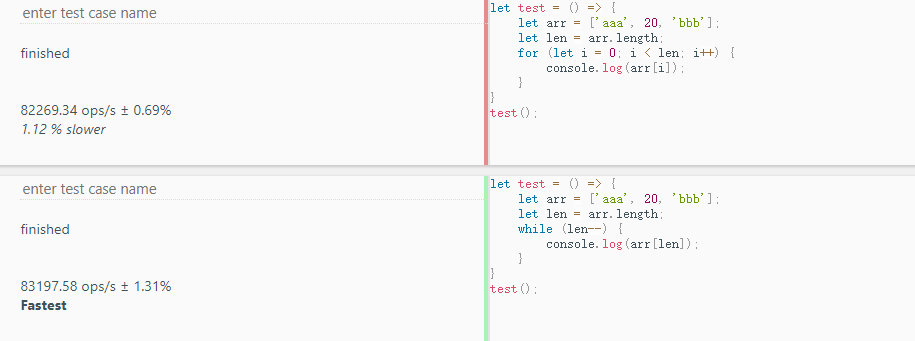 enter test case name
finished
82269.34 ops/s ± 0.69%
1.12 % slower
let test = () => {
    let arr = ['aaa', 20, 'bbb'];
    let len = arr.length;
    for (let i = 0; i < len; i++) {
        console.log(arr[i]);
    }
}
test();
enter test case name
finished
83197.58 ops/s ± 1.31%
Fastest
let test = () => {
    let arr = ['aaa', 20, 'bbb'];
    let len = arr.length;
    while (len--) {
        console.log(arr[len]);
    }
}
test();